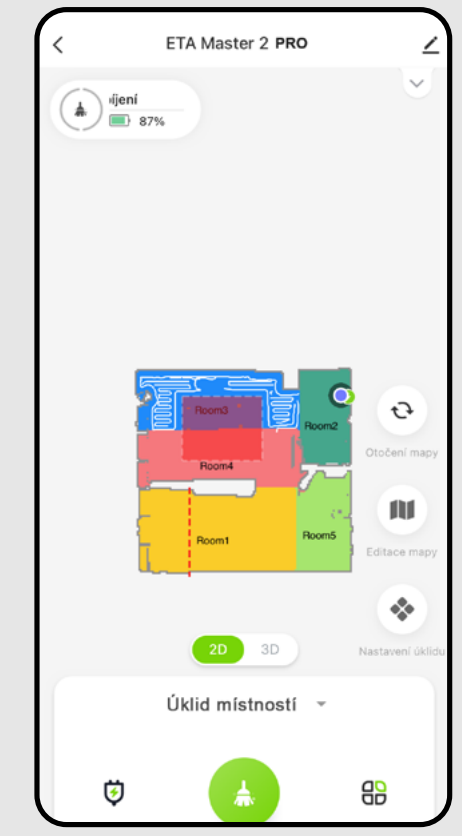 ETA Master 2 PRO
íjení
87%
Room3
Room2
Room4
Otočení mapy
Room1
Room5
Editace mapy
2D 3D
Nastavení úklidu
Úklid místností